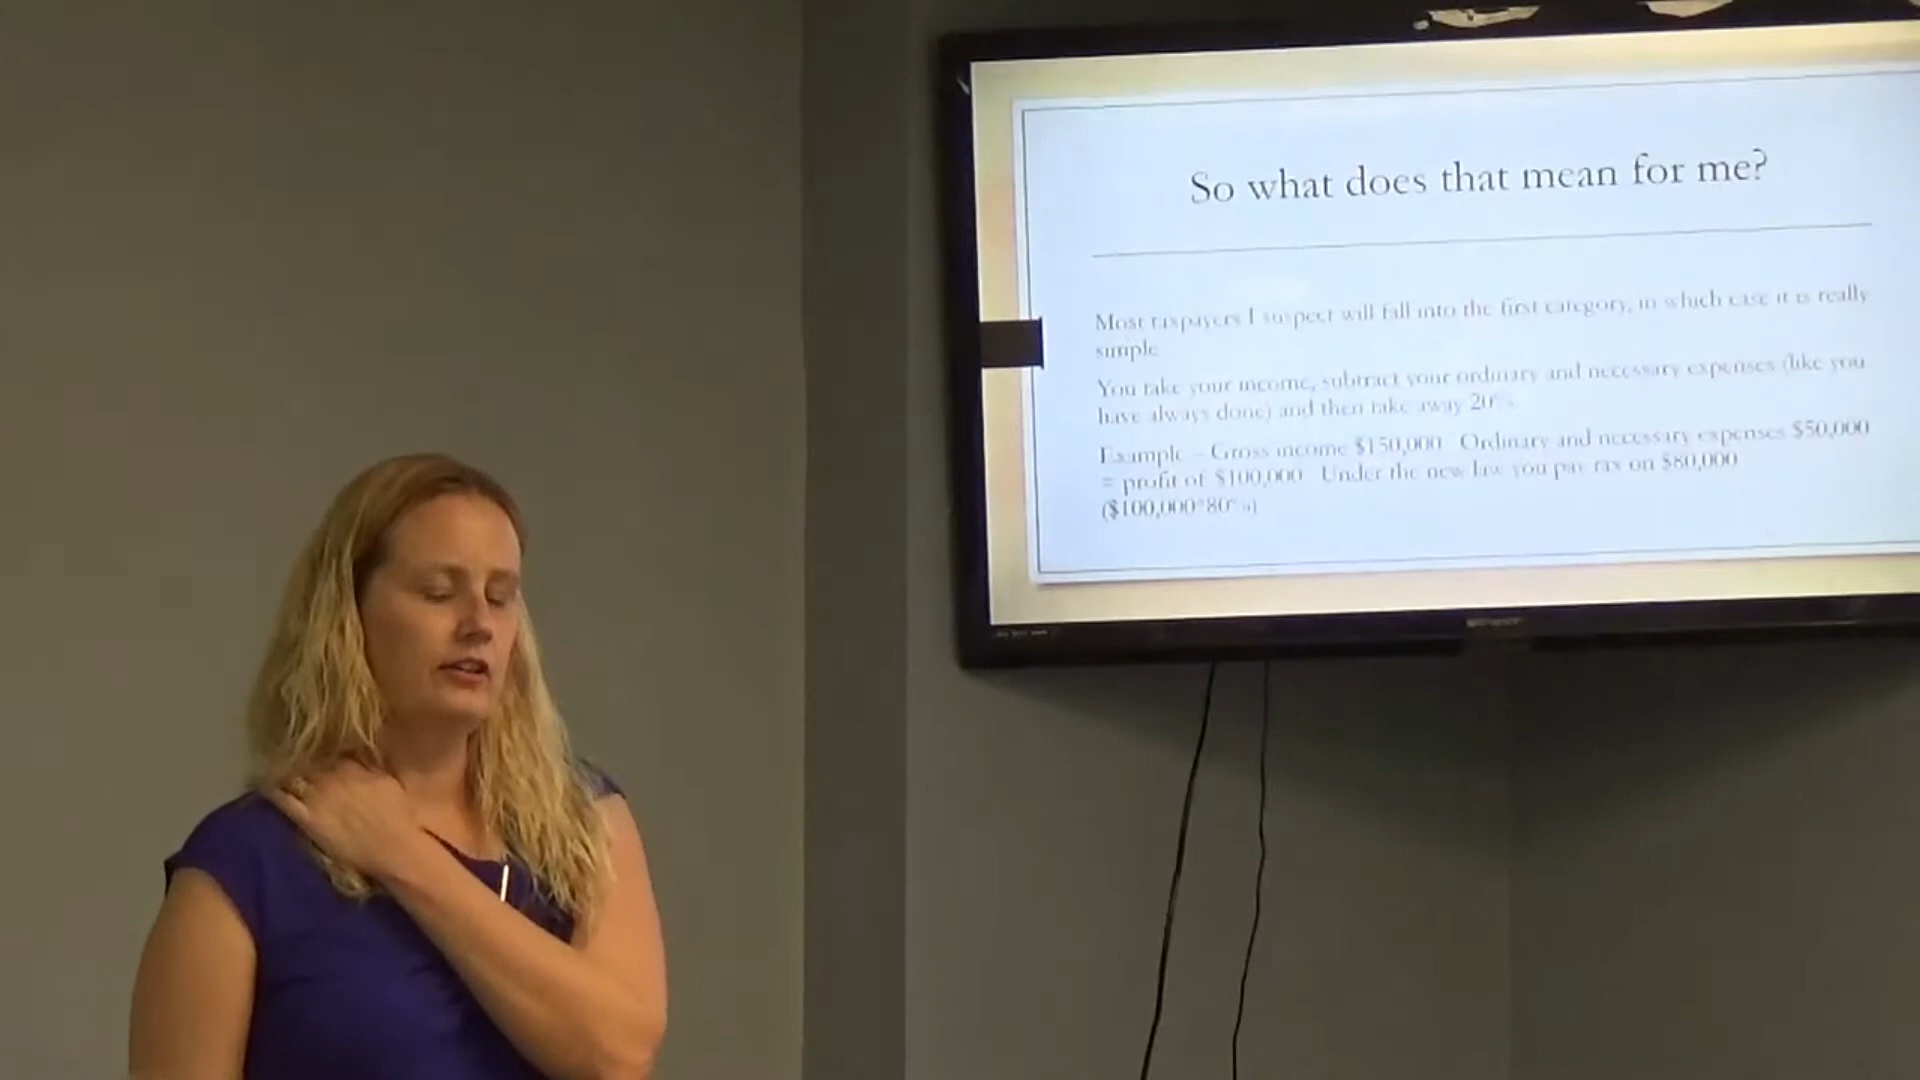 So what does that mean for me?
Most taxpayers I suspect will fall into the first category, in which case it is really
simple
You take your income, subtract your ordinary and necessary expenses (like you
have always done) and then take away 20%.
Example – Gross income $150,000 Ordinary and necessary expenses $50,000
= profit of $100,000 Under the new law you pay tax on $80,000
($100,000*80%)